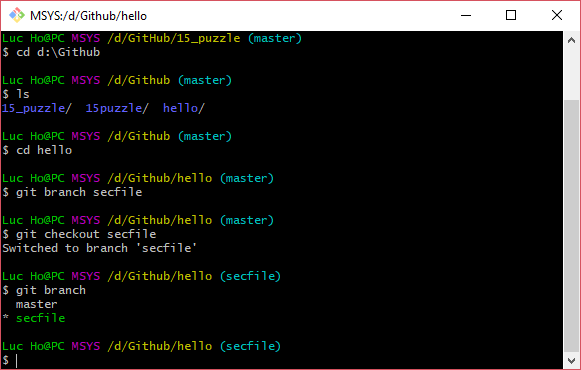 MSYS:/d/Github/hello
Luc Ho@PC MSYS /d/GitHub/15_puzzle (master)
$ cd d:\Github
Luc Ho@PC MSYS /d/Github (master)
$ ls
15_puzzle/  15puzzle/  hello/
Luc Ho@PC MSYS /d/Github (master)
$ cd hello
Luc Ho@PC MSYS /d/Github/hello (master)
$ git branch secfile
Luc Ho@PC MSYS /d/Github/hello (master)
$ git checkout secfile
Switched to branch 'secfile'
Luc Ho@PC MSYS /d/Github/hello (secfile)
$ git branch
  master
* secfile
Luc Ho@PC MSYS /d/Github/hello (secfile)
$